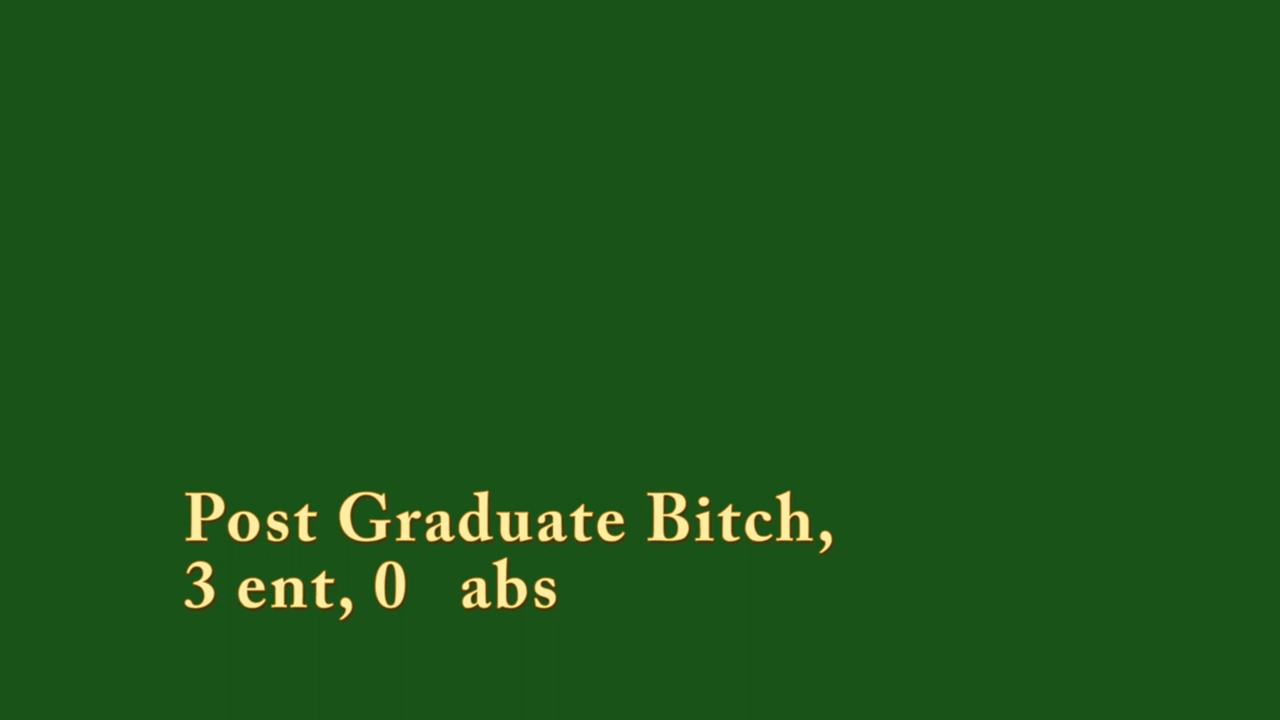 Post Graduate Bitch,
3 ent, 0 abs